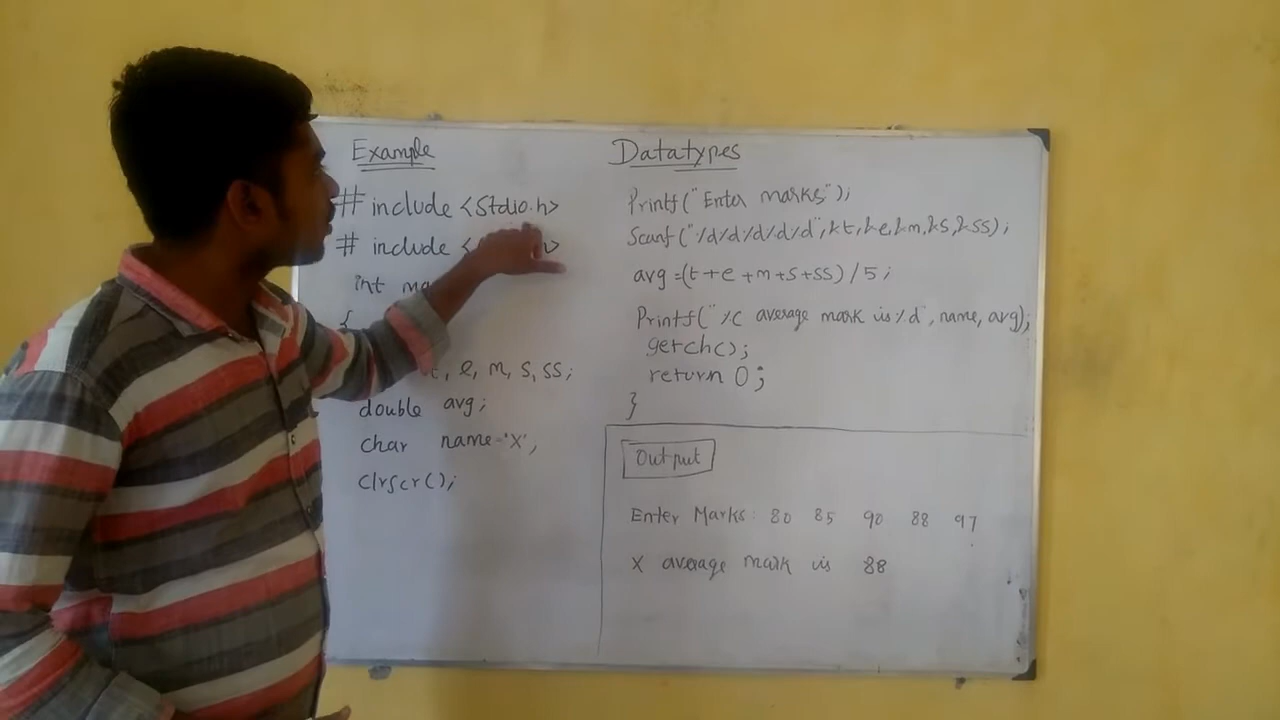 Example
# include <Stdio.h>
# include <
int
{
t, e, m, s, ss;
double avg;
char name='X',
Clrscr();
Datatypes
Printf("Enter marks");
Scanf("%d%d%d%d%d",&t,&e,&m,&s,&ss);
avg=(t+e+m+s+ss)/5;
Printf("%c average mark is %d", name, avg);
getch();
return 0;
}
Output
Enter Marks: 80 85 90 88 97
X average mark is 88